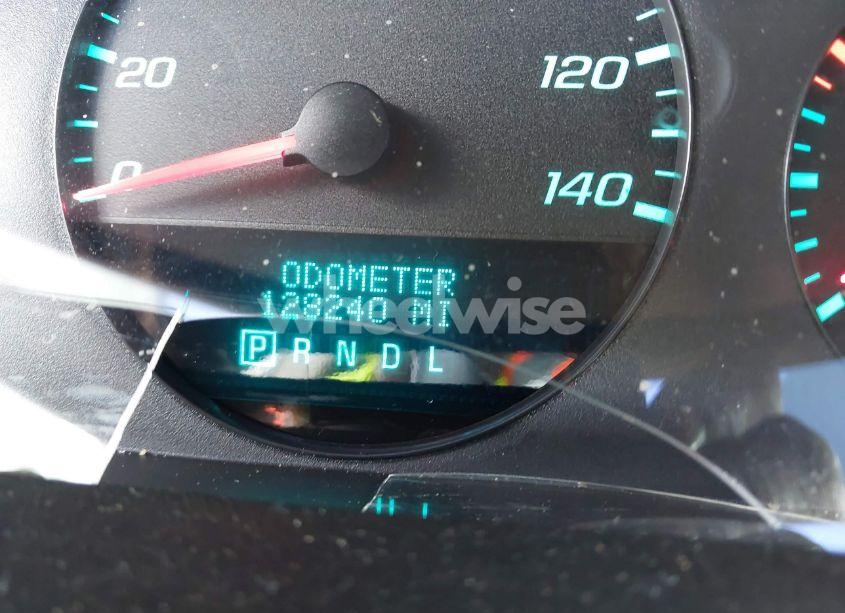 20
120
0
140
ODOMETER
129240 MI
wheelwise
P R N D L